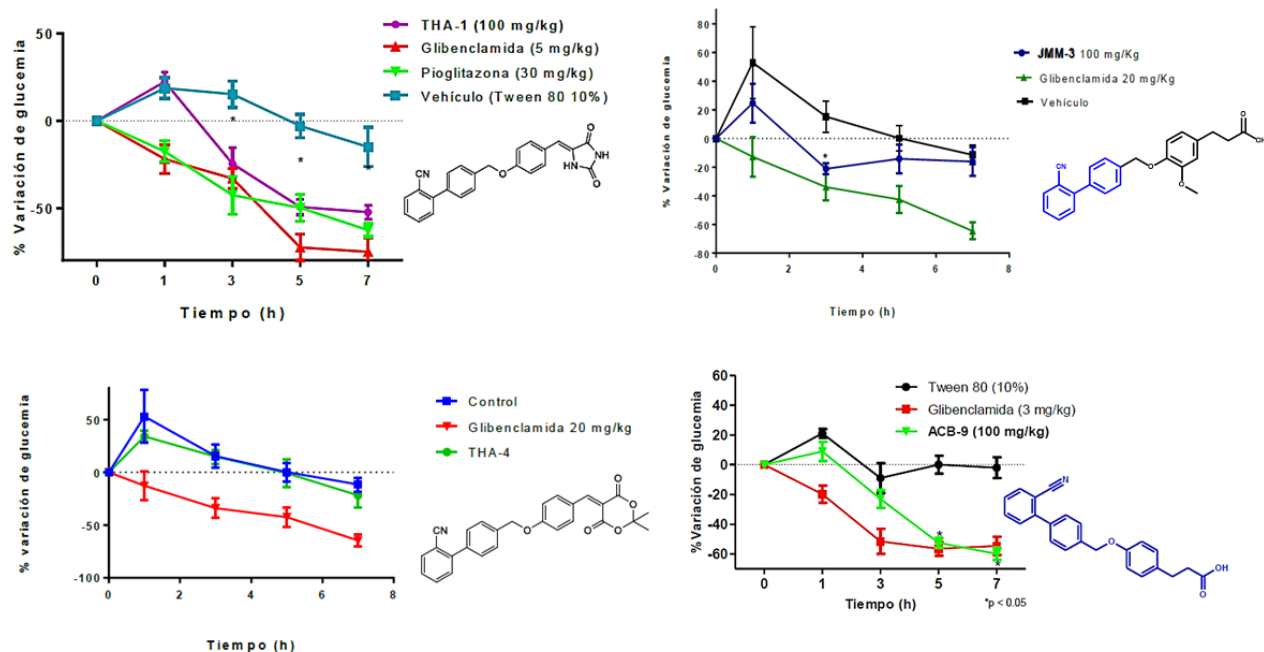 THA-1 (100 mg/kg)
Glibenclamida (5 mg/kg)
Pioglitazona (30 mg/kg)
Vehículo (Tween 80 10%)
% Variación de glucemia
50
0
-50
*
*
*
0 1 3 5 7
Tiempo (h)
CN
O
O
NH
HN
O
JMM-3 100 mg/Kg
Glibenclamida 20 mg/Kg
Vehículo
% Variación de glucemia
80
60
40
20
0
-20
-40
-60
-80
*
0 2 4 6 8
Tiempo (h)
CN
O
O
O
Control
Glibenclamida 20 mg/kg
THA-4
% variación de glucemia
50
0
-50
-100
0 2 4 6 8
Tiempo (h)
CN
O
O
O
O
O
Tween 80 (10%)
Glibenclamida (3 mg/kg)
ACB-9 (100 mg/kg)
%Variación de glucemia
60
40
20
0
-20
-40
-60
*
*
0 1 3 5 7
Tiempo (h)
*p < 0.05
N
O
OH
O